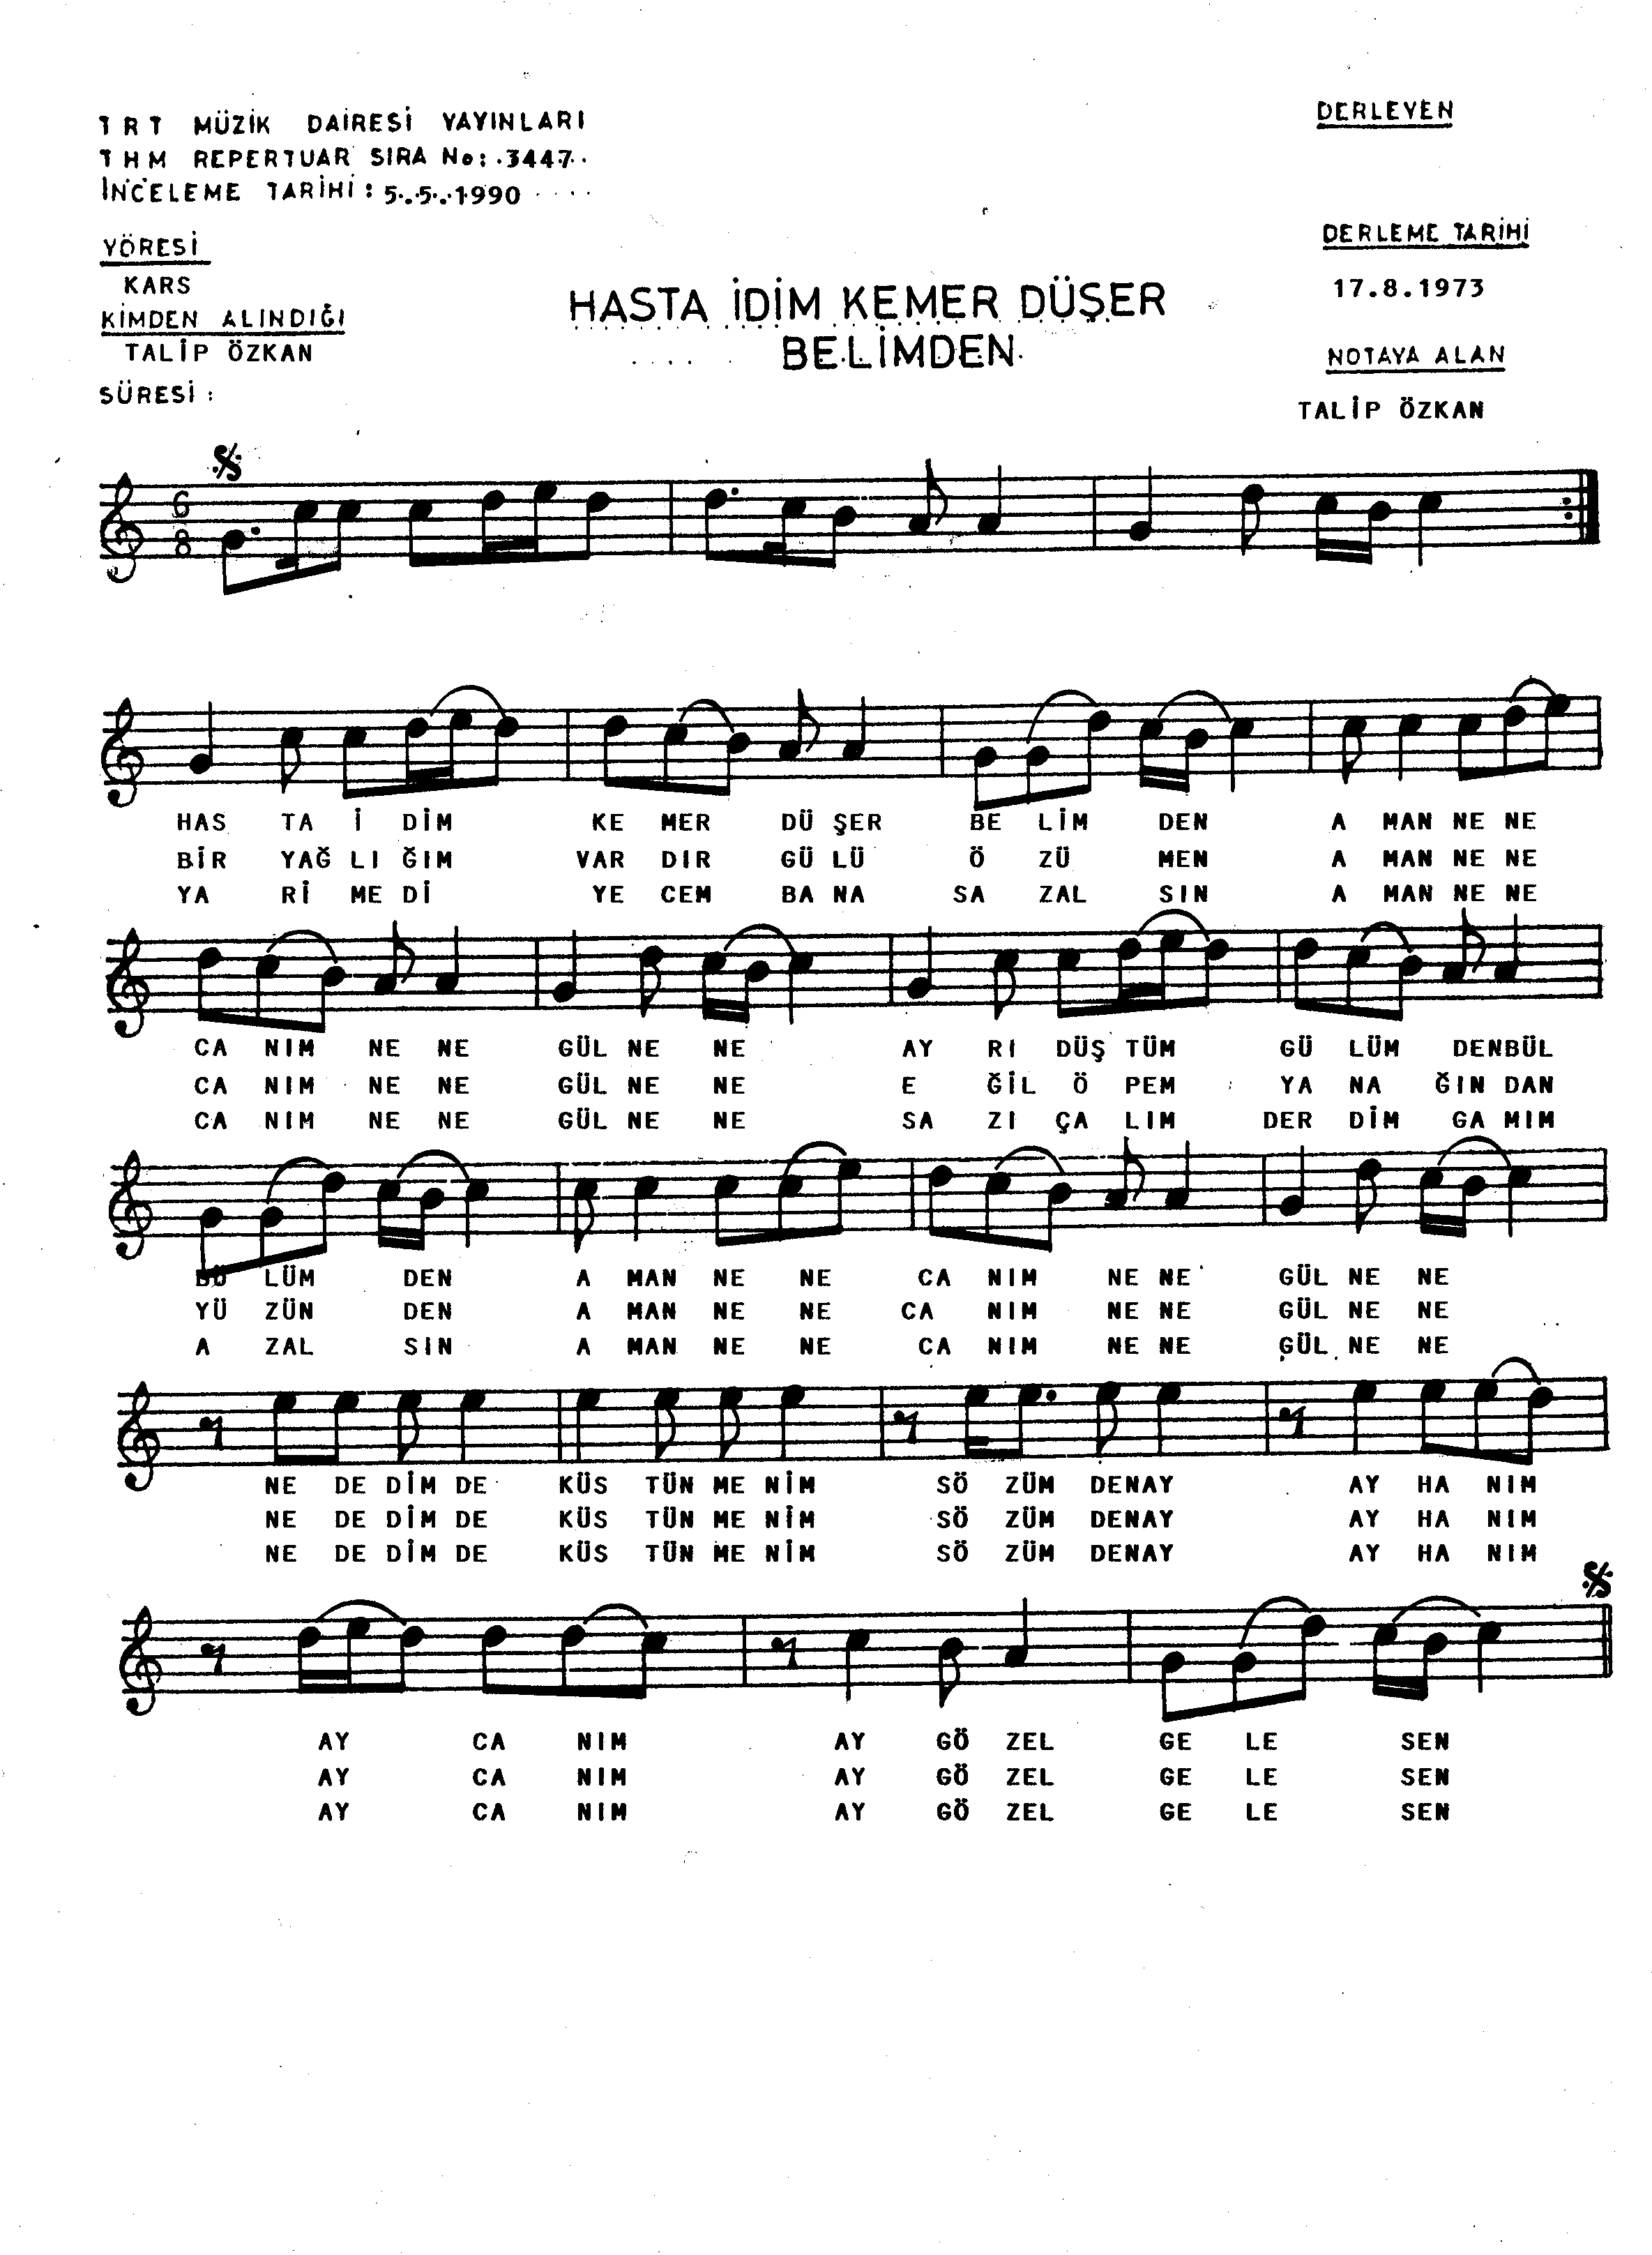 TRT MÜZİK DAİRESİ YAYINLARI
THM REPERTUAR SIRA No: 3447
İNCELEME TARİHİ: 5.5.1990
DERLEYEN
YÖRESİ
KARS
KİMDEN ALINDIĞI
TALİP ÖZKAN
SÜRESİ :
HASTA İDİM KEMER DÜŞER
BELİMDEN
DERLEME TARİHİ
17.8.1973
NOTAYA ALAN
TALİP ÖZKAN
6
8
HAS TA İ DİM KE MER DÜ ŞER BE LİM DEN A MAN NE NE
BİR YAĞ LI ĞIM VAR DIR GÜ LÜ Ö ZÜ MEN A MAN NE NE
YA Rİ ME Dİ YE CEM BA NA SA ZAL SIN A MAN NE NE
CA NIM NE NE GÜL NE NE AY RI DÜŞ TÜM GÜ LÜM DENBÜL
CA NIM NE NE GÜL NE NE E ĞİL Ö PEM YA NA ĞIN DAN
CA NIM NE NE GÜL NE NE SA ZI ÇA LIM DER DİM GA MIM
BÜ LÜM DEN A MAN NE NE CA NIM NE NE GÜL NE NE
YÜ ZÜN DEN A MAN NE NE CA NIM NE NE GÜL NE NE
A ZAL SIN A MAN NE NE CA NIM NE NE GÜL NE NE
NE DE DİM DE KÜS TÜN ME NİM SÖ ZÜM DENAY AY HA NIM
NE DE DİM DE KÜS TÜN ME NİM SÖ ZÜM DENAY AY HA NIM
NE DE DİM DE KÜS TÜN ME NİM SÖ ZÜM DENAY AY HA NIM
AY CA NIM AY GÖ ZEL GE LE SEN
AY CA NIM AY GÖ ZEL GE LE SEN
AY CA NIM AY GÖ ZEL GE LE SEN